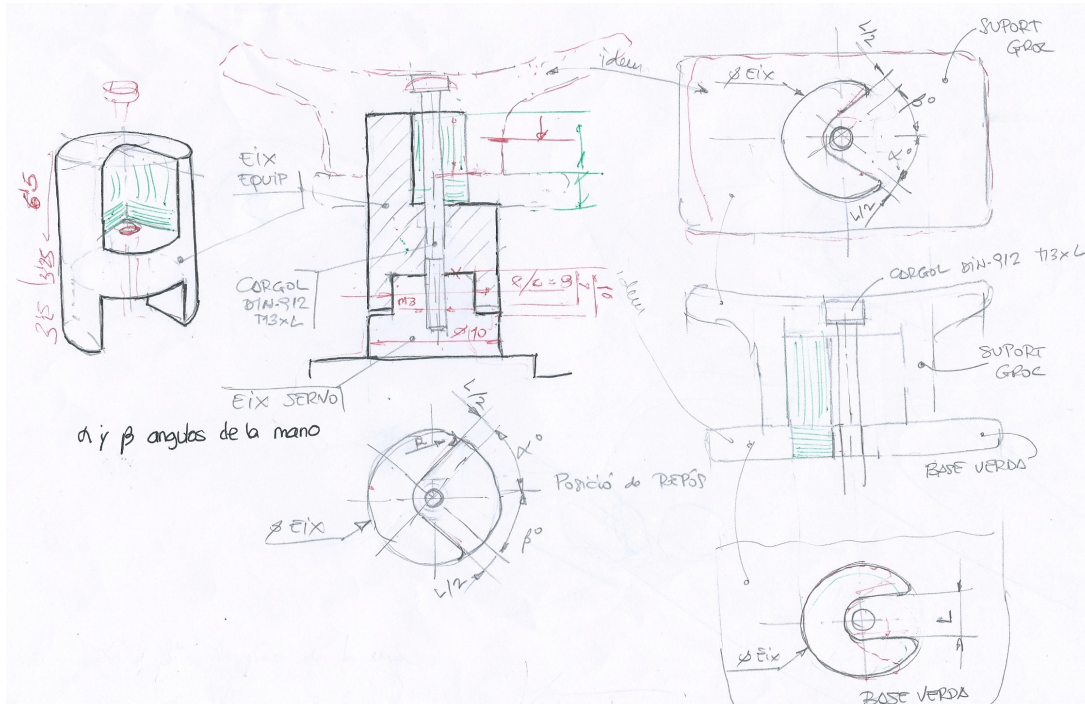 SUPORT
GROC
L/2
Ø EIX
β°
α°
L/2
idem
EIX
EQUIP
CARGOL
DIN-912
M3xL
M3
Ø10
EIX SERVO
α y β angulos de la mano
L/2
R
α°
Posició de REPÒS
β°
Ø EIX
L/2
idem
CARGOL DIN-912 M3xL
SUPORT
GROC
BASE VERDA
L
Ø EIX
BASE VERDA